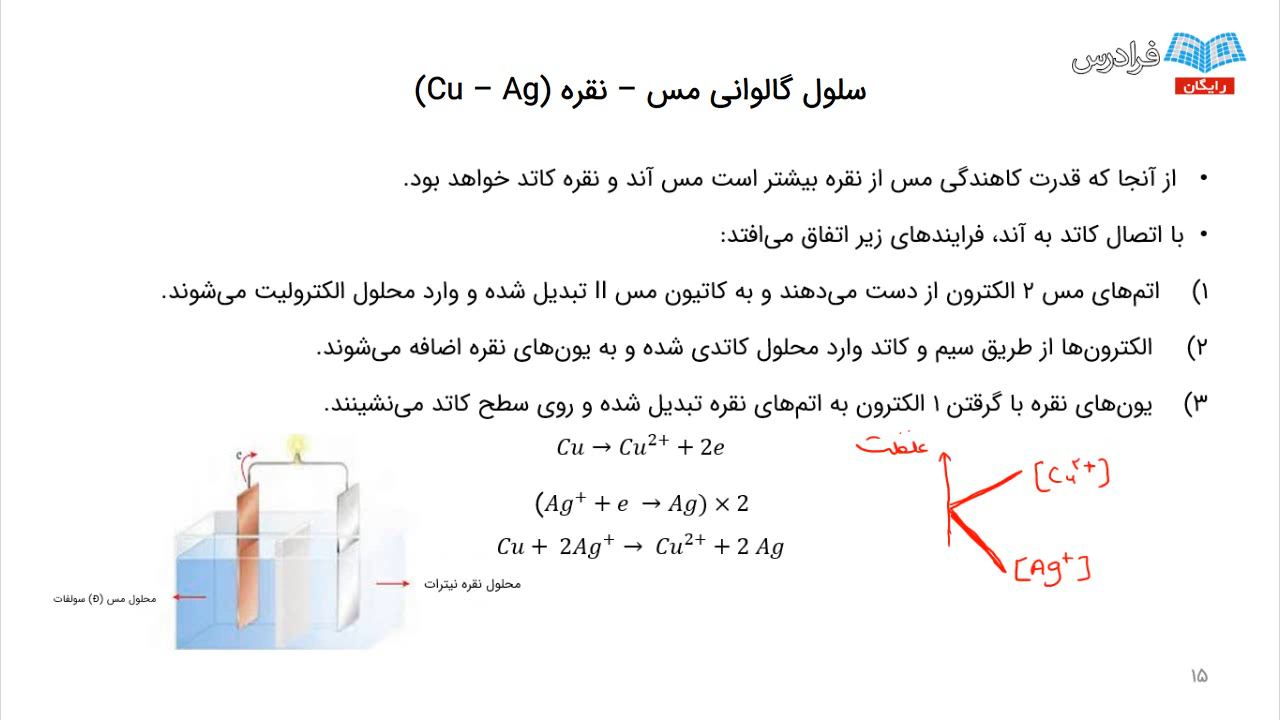 فرادرس
رایگان
سلول گالوانی مس – نقره (Cu – Ag)
• از آنجا که قدرت کاهندگی مس از نقره بیشتر است مس آند و نقره کاتد خواهد بود.
• با اتصال کاتد به آند، فرایندهای زیر اتفاق می‌افتد:
۱) اتم‌های مس ۲ الکترون از دست می‌دهند و به کاتیون مس II تبدیل شده و وارد محلول الکترولیت می‌شوند.
۲) الکترون‌ها از طریق سیم و کاتد وارد محلول کاتدی شده و به یون‌های نقره اضافه می‌شوند.
۳) یون‌های نقره با گرقتن ۱ الکترون به اتم‌های نقره تبدیل شده و روی سطح کاتد می‌نشینند.
Cu → Cu²⁺ + 2e
(Ag⁺ + e → Ag) × 2
Cu + 2Ag⁺ → Cu²⁺ + 2 Ag
غلظت
[Cu²⁺]
[Ag⁺]
e
محلول نقره نیترات
محلول مس (Đ) سولفات
۱۵